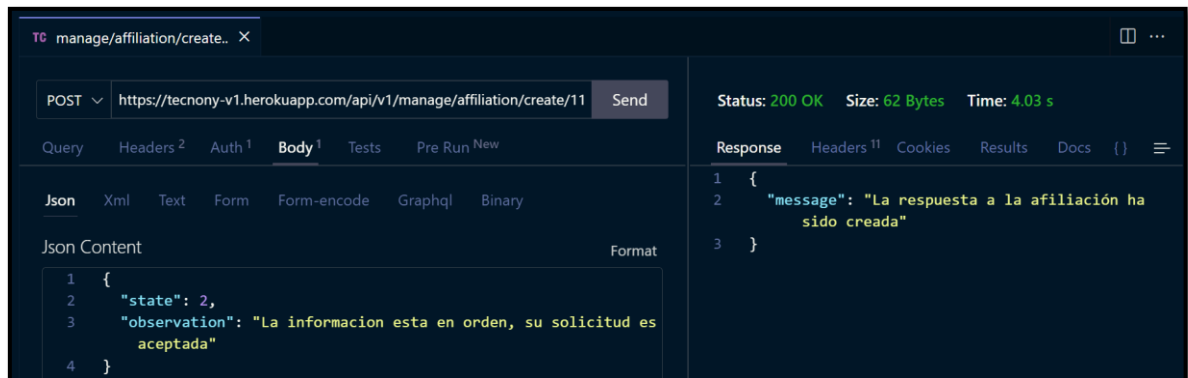 TC manage/affiliation/create.. ×
POST https://tecnony-v1.herokuapp.com/api/v1/manage/affiliation/create/11 Send
Query Headers 2 Auth 1 Body 1 Tests Pre Run New
Json Xml Text Form Form-encode Graphql Binary
Json Content Format
1 {
2 "state": 2,
3 "observation": "La informacion esta en orden, su solicitud es
aceptada"
4 }
Status: 200 OK Size: 62 Bytes Time: 4.03 s
Response Headers 11 Cookies Results Docs {}
1 {
2 "message": "La respuesta a la afiliación ha
sido creada"
3 }